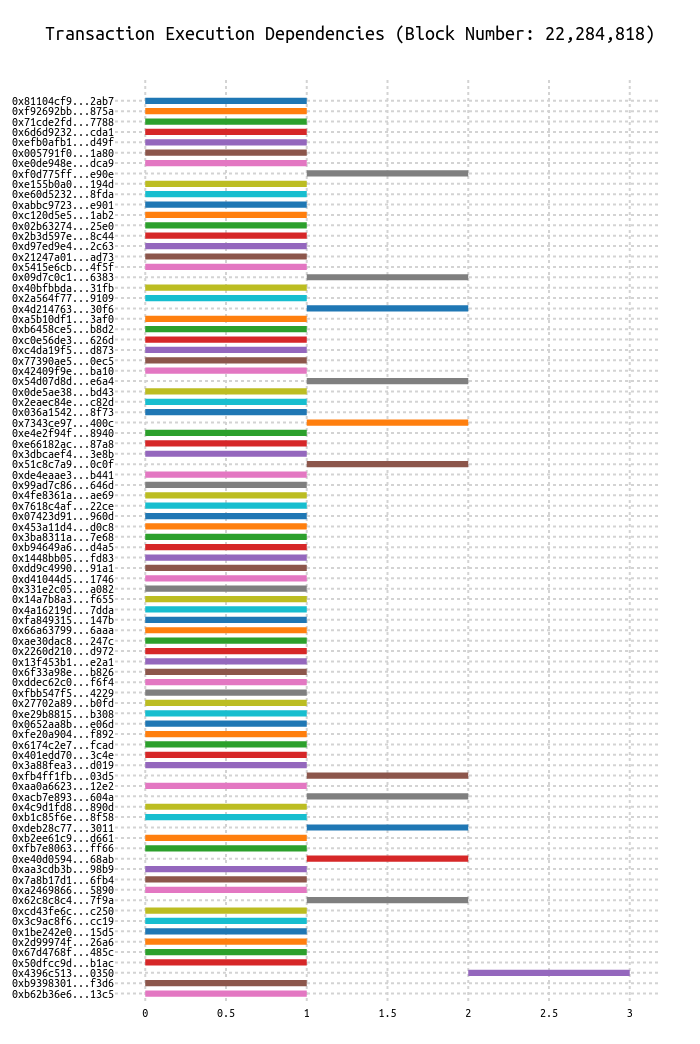 Transaction Execution Dependencies (Block Number: 22,284,818)
0x81104cf9...2ab7
0xf92692bb...875a
0x71cde2fd...7788
0x6d6d9232...cda1
0xefb0afb1...d49f
0x005791f0...1a80
0xe0de948e...dca9
0xf0d775ff...e90e
0xe155b0a0...194d
0xe60d5232...8fda
0xabbc9723...e901
0xc120d5e5...1ab2
0x02b63274...25e0
0x2b3d597e...8c44
0xd97ed9e4...2c63
0x21247a01...ad73
0x5415e6cb...4f5f
0x09d7c0c1...6383
0x40bfbbda...31fb
0x2a564f77...9109
0x4d214763...30f6
0xa5b10df1...3af0
0xb6458ce5...b8d2
0xc0e56de3...626d
0xc4da19f5...d873
0x77390ae5...0ec5
0x42409f9e...ba10
0x54d07d8d...e6a4
0x0de5ae38...bd43
0x2eaec84e...c82d
0x036a1542...8f73
0x7343ce97...400c
0xe4e2f94f...8940
0xe66182ac...87a8
0x3dbcaef4...3e8b
0x51c8c7a9...0c0f
0xde4eaae3...b441
0x99ad7c86...646d
0x4fe8361a...ae69
0x7618c4af...22ce
0x07423d91...960d
0x453a11d4...d0c8
0x3ba8311a...7e68
0xb94649a6...d4a5
0x1448bb05...fd83
0xdd9c4990...91a1
0xd41044d5...1746
0x331e2c05...a082
0x14a7b8a3...f655
0x4a16219d...7dda
0xfa849315...147b
0x66a63799...6aaa
0xae30dac8...247c
0x2260d210...d972
0x13f453b1...e2a1
0x6f33a98e...b826
0xddec62c0...f6f4
0xfbb547f5...4229
0x27702a89...b0fd
0xe29b8815...b308
0x0652aa8b...e06d
0xfe20a904...f892
0x6174c2e7...fcad
0x401edd70...3c4e
0x3a88fea3...d019
0xfb4ff1fb...03d5
0xaa0a6623...12e2
0xacb7e893...604a
0x4c9d1fd8...890d
0xb1c85f6e...8f58
0xdeb28c77...3011
0xb2ee61c9...d661
0xfb7e8063...ff66
0xe40d0594...68ab
0xaa3cdb3b...98b9
0x7a8b17d1...6fb4
0xa2469866...5890
0x62c8c8c4...7f9a
0xcd43fe6c...c250
0x3c9ac8f6...cc19
0x1be242e0...15d5
0x2d99974f...26a6
0x67d4768f...485c
0x50dfcc9d...b1ac
0x4396c513...0350
0xb9398301...f3d6
0xb62b36e6...13c5
0 0.5 1 1.5 2 2.5 3